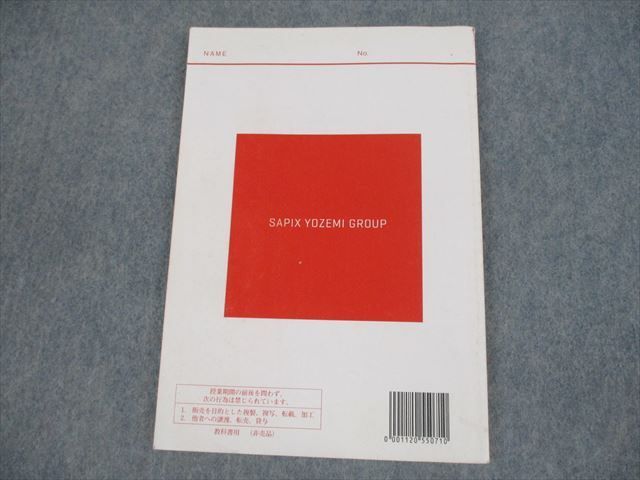 NAME No.
SAPIX YOZEMI GROUP
授業期間の前後を問わず、
次の行為は禁じられています。
1. 販売を目的とした複製、複写、転載、加工
2. 他者への譲渡、転売、貸与
教科書用 (非売品)
0 001120 550710